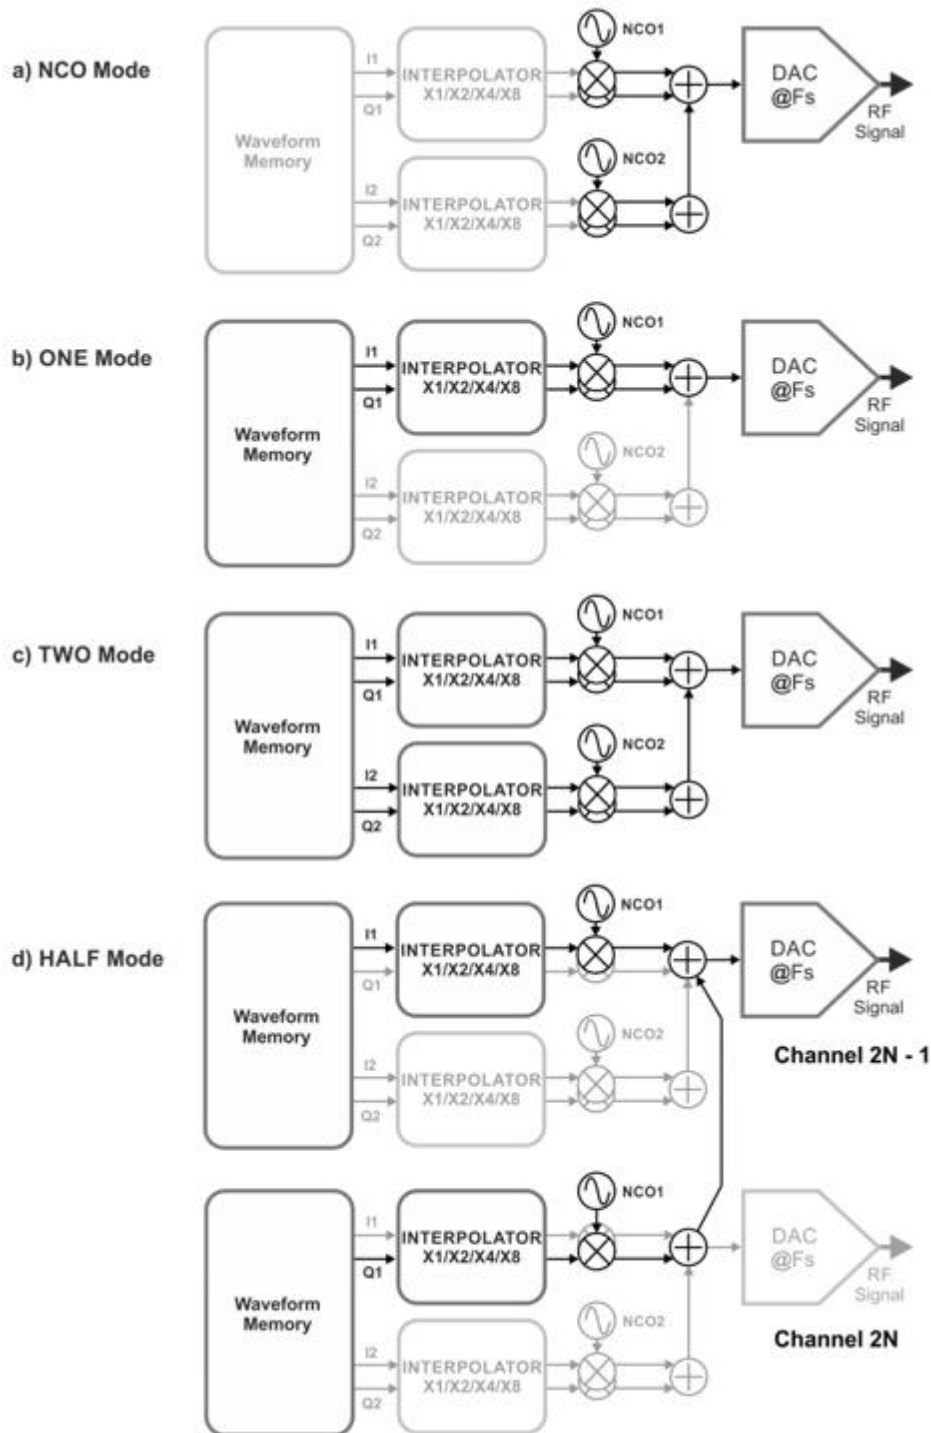 a) NCO Mode
Waveform
Memory
I1
Q1
I2
Q2
INTERPOLATOR
X1/X2/X4/X8
INTERPOLATOR
X1/X2/X4/X8
NCO1
NCO2
DAC
@Fs
RF
Signal
b) ONE Mode
Waveform
Memory
I1
Q1
I2
Q2
INTERPOLATOR
X1/X2/X4/X8
INTERPOLATOR
X1/X2/X4/X8
NCO1
NCO2
DAC
@Fs
RF
Signal
c) TWO Mode
Waveform
Memory
I1
Q1
I2
Q2
INTERPOLATOR
X1/X2/X4/X8
INTERPOLATOR
X1/X2/X4/X8
NCO1
NCO2
DAC
@Fs
RF
Signal
d) HALF Mode
Waveform
Memory
I1
Q1
I2
Q2
INTERPOLATOR
X1/X2/X4/X8
INTERPOLATOR
X1/X2/X4/X8
NCO1
NCO2
DAC
@Fs
RF
Signal
Channel 2N - 1
Waveform
Memory
I1
Q1
I2
Q2
INTERPOLATOR
X1/X2/X4/X8
INTERPOLATOR
X1/X2/X4/X8
NCO1
NCO2
DAC
@Fs
RF
Signal
Channel 2N